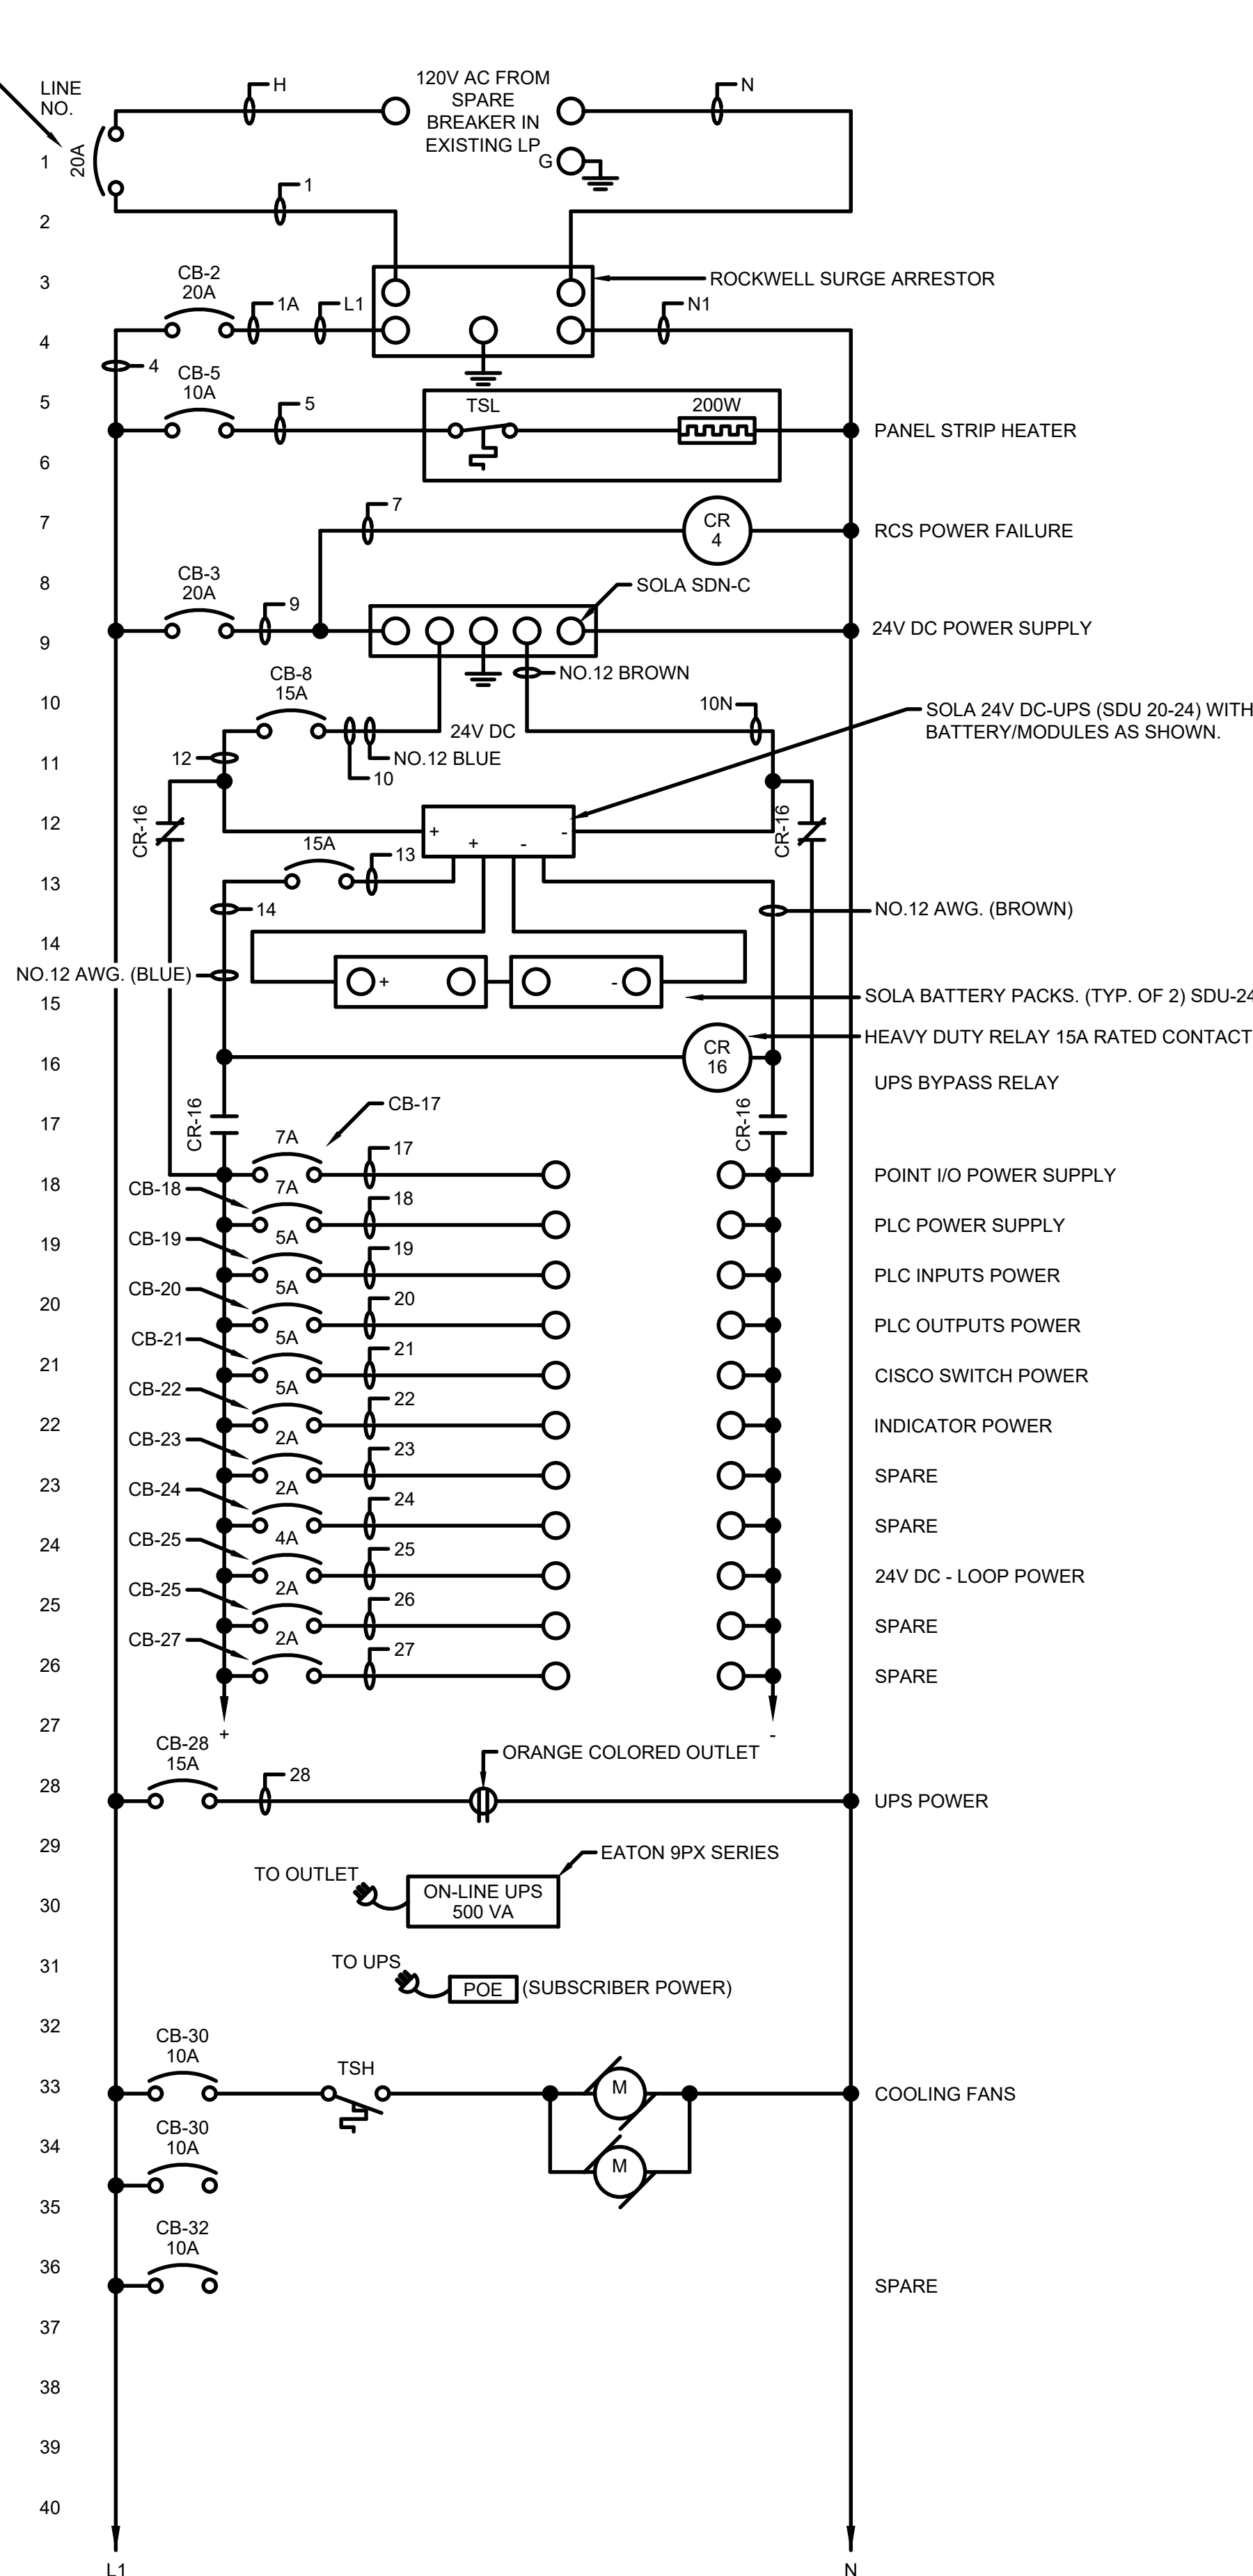 LINE
NO.
H
120V AC FROM
SPARE
BREAKER IN
EXISTING LP
N
G
1
20A
1
2
3
CB-2
20A
1A
L1
ROCKWELL SURGE ARRESTOR
N1
4
4
CB-5
10A
5
5
TSL
200W
PANEL STRIP HEATER
6
7
7
CR
4
RCS POWER FAILURE
8
CB-3
20A
9
SOLA SDN-C
9
24V DC POWER SUPPLY
NO.12 BROWN
CB-8
15A
10
10N
24V DC
SOLA 24V DC-UPS (SDU 20-24) WITH
BATTERY/MODULES AS SHOWN.
11
12
NO.12 BLUE
10
12
CR-16
+
+
-
-
CR-16
15A
13
13
14
NO.12 AWG. (BROWN)
14
NO.12 AWG. (BLUE)
+
-
15
SOLA BATTERY PACKS. (TYP. OF 2) SDU-24
HEAVY DUTY RELAY 15A RATED CONTACT
16
CR
16
UPS BYPASS RELAY
17
CR-16
CB-17
CR-16
7A
17
18
POINT I/O POWER SUPPLY
CB-18
7A
18
PLC POWER SUPPLY
19
CB-19
5A
19
PLC INPUTS POWER
20
CB-20
5A
20
PLC OUTPUTS POWER
21
CB-21
5A
21
CISCO SWITCH POWER
22
CB-22
5A
22
INDICATOR POWER
23
CB-23
2A
23
SPARE
24
CB-24
2A
24
SPARE
CB-25
4A
25
24V DC - LOOP POWER
25
CB-25
2A
26
SPARE
26
CB-27
2A
27
SPARE
27
+
-
CB-28
15A
ORANGE COLORED OUTLET
28
28
UPS POWER
29
EATON 9PX SERIES
TO OUTLET
30
ON-LINE UPS
500 VA
31
TO UPS
POE
(SUBSCRIBER POWER)
32
CB-30
10A
33
TSH
M
COOLING FANS
34
CB-30
10A
M
35
CB-32
10A
36
SPARE
37
38
39
40
L1
N